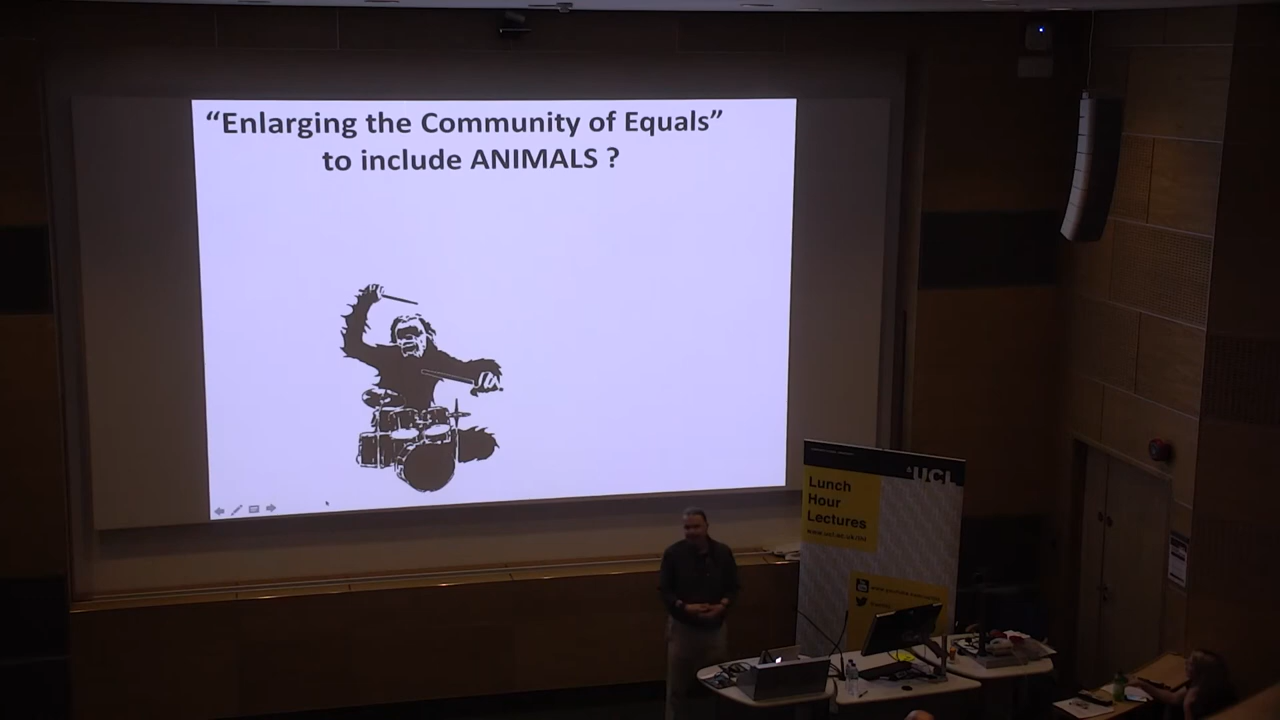 “Enlarging the Community of Equals”
to include ANIMALS ?
UCL
Lunch
Hour
Lectures